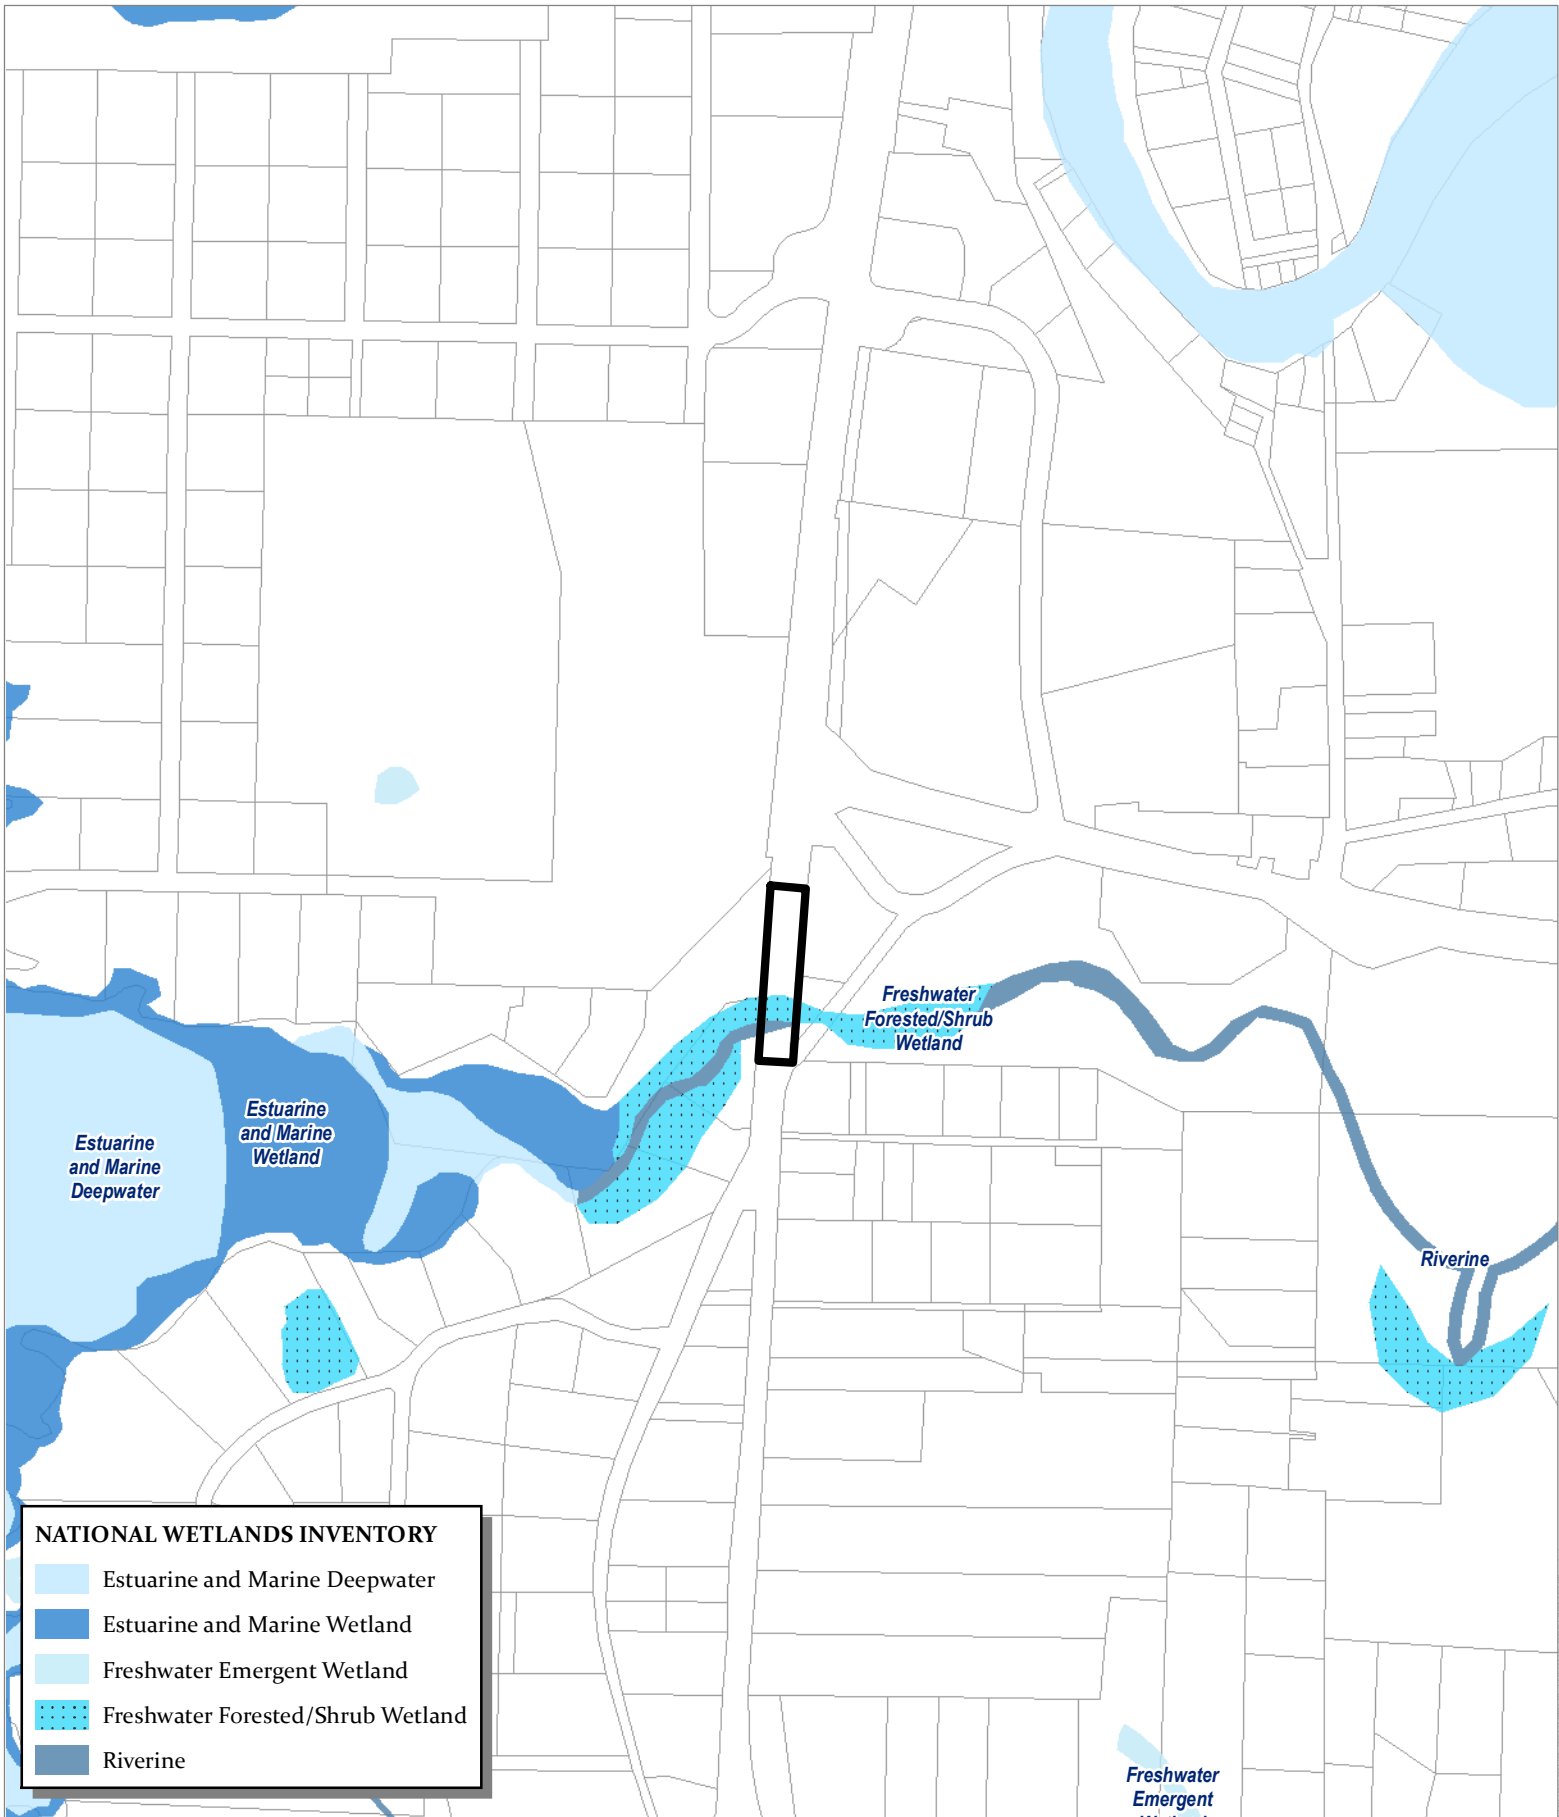 Freshwater
Forested/Shrub
Wetland
Estuarine
and Marine
Wetland
Estuarine
and Marine
Deepwater
Riverine
NATIONAL WETLANDS INVENTORY
Estuarine and Marine Deepwater
Estuarine and Marine Wetland
Freshwater Emergent Wetland
Freshwater Forested/Shrub Wetland
Riverine
Freshwater
Emergent